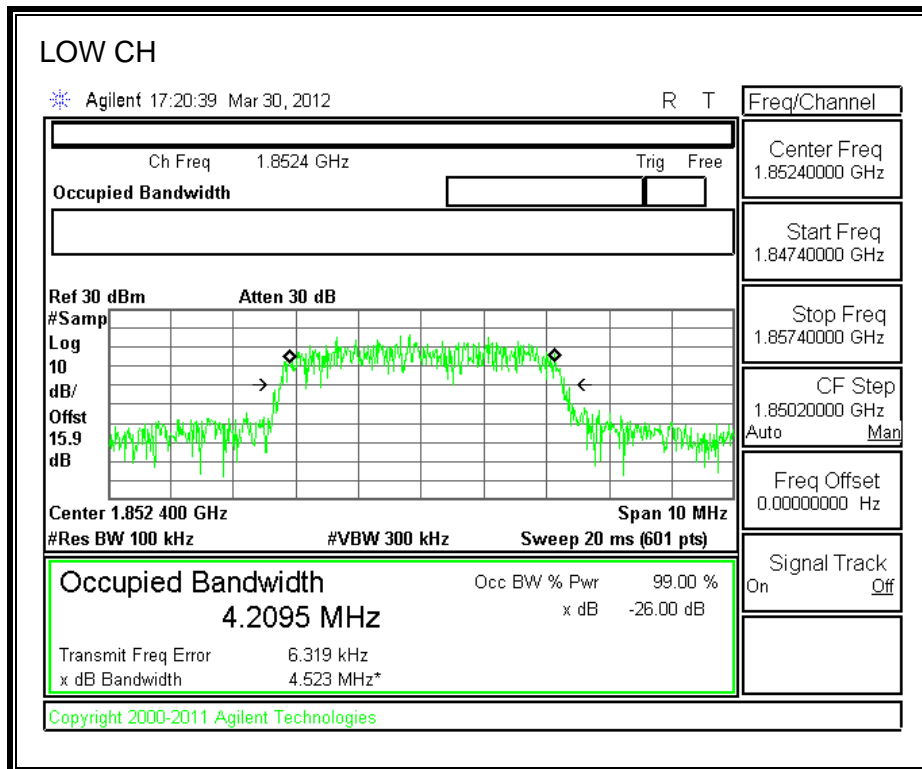 LOW CH
Agilent 17:20:39 Mar 30, 2012 R T
Ch Freq 1.8524 GHz Trig Free
Occupied Bandwidth
Ref 30 dBm Atten 30 dB
#Samp
Log
10
dB/
Offst
15.9
dB
Center 1.852 400 GHz Span 10 MHz
#Res BW 100 kHz #VBW 300 kHz Sweep 20 ms (601 pts)
Occupied Bandwidth
4.2095 MHz
Occ BW % Pwr 99.00 %
x dB -26.00 dB
Transmit Freq Error 6.319 kHz
x dB Bandwidth 4.523 MHz*
Copyright 2000-2011 Agilent Technologies
Freq/Channel
Center Freq
1.85240000 GHz
Start Freq
1.84740000 GHz
Stop Freq
1.85740000 GHz
CF Step
1.85020000 GHz
Auto Man
Freq Offset
0.00000000 Hz
Signal Track
On Off